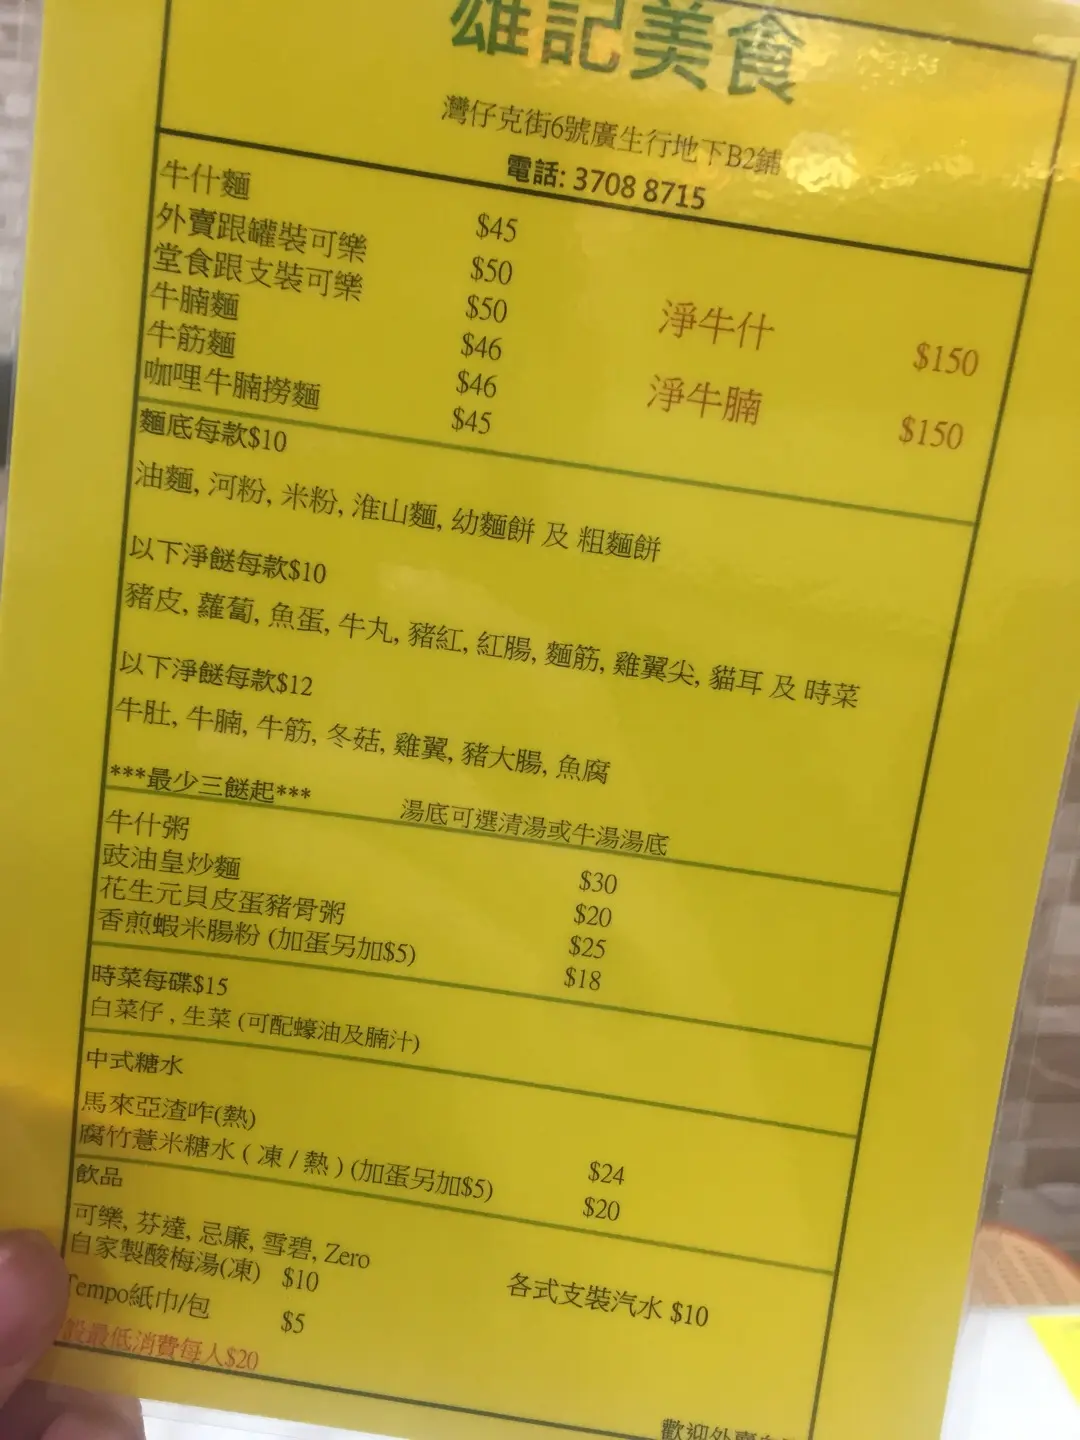 雄記美食
灣仔克街6號廣生行地下B2鋪
電話: 3708 8715
牛什麵 $45
外賣跟罐裝可樂 $50
堂食跟支裝可樂 $50
牛腩麵 $46
牛筋麵 $46
咖哩牛腩撈麵 $45
淨牛什 $150
淨牛腩 $150
麵底每款$10
油麵, 河粉, 米粉, 淮山麵, 幼麵餅 及 粗麵餅
以下淨餸每款$10
豬皮, 蘿蔔, 魚蛋, 牛丸, 豬紅, 紅腸, 麵筋, 雞翼尖, 貓耳 及 時菜
以下淨餸每款$12
牛肚, 牛腩, 牛筋, 冬菇, 雞翼, 豬大腸, 魚腐
***最少三餸起*** 湯底可選清湯或牛湯湯底
牛什粥 $30
豉油皇炒麵 $20
花生元貝皮蛋豬骨粥 $25
香煎蝦米腸粉 (加蛋另加$5) $18
時菜每碟$15
白菜仔 , 生菜 (可配蠔油及腩汁)
中式糖水
馬來亞渣咋(熱) $24
腐竹薏米糖水 ( 凍 / 熱 ) (加蛋另加$5) $20
飲品
可樂, 芬達, 忌廉, 雪碧, Zero
自家製酸梅湯(凍) $10
各式支裝汽水 $10
Tempo紙巾/包 $5
設最低消費每人$20
歡迎外賣